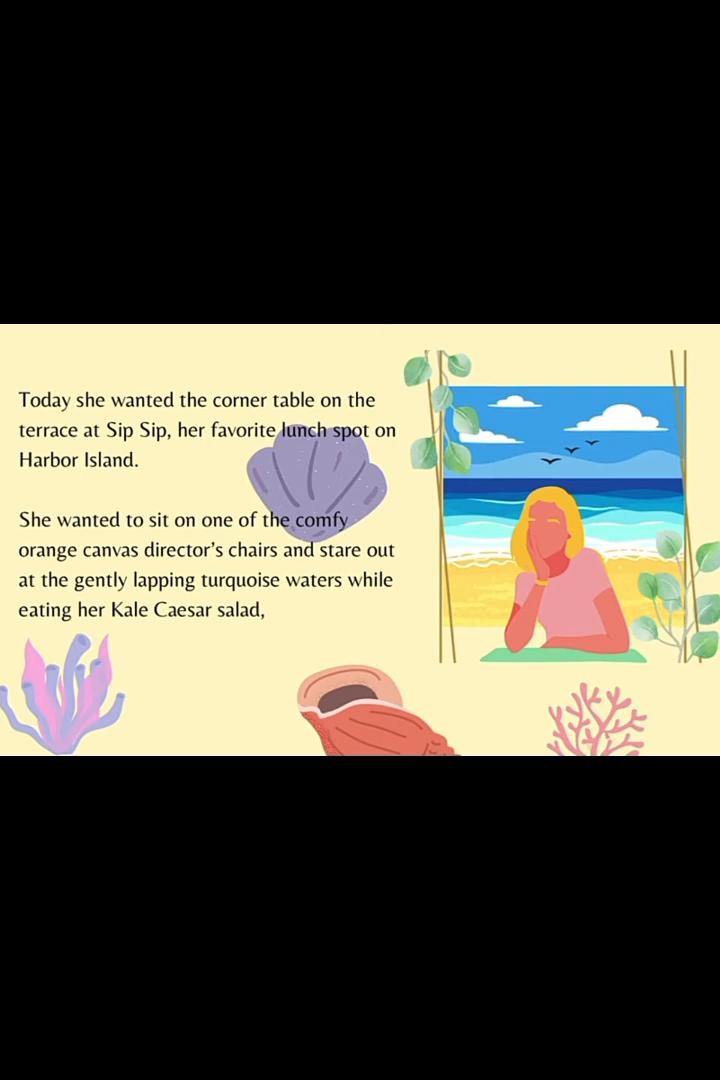 Today she wanted the corner table on the
terrace at Sip Sip, her favorite lunch spot on
Harbor Island.
She wanted to sit on one of the comfy
orange canvas director’s chairs and stare out
at the gently lapping turquoise waters while
eating her Kale Caesar salad,